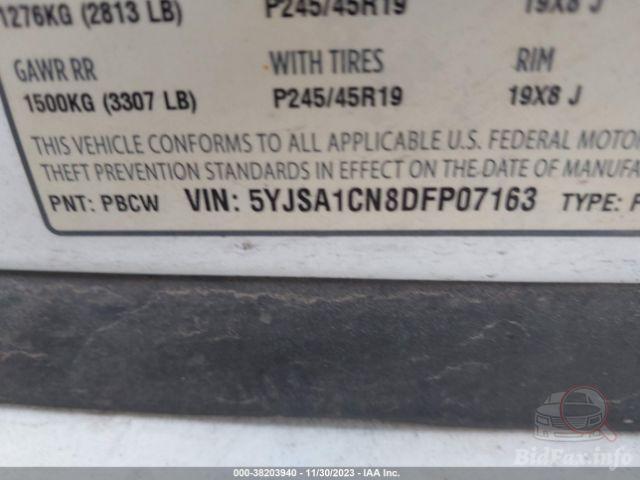 1276KG (2813 LB) P245/45R19 19X8 J
GAWR RR WITH TIRES RIM
1500KG (3307 LB) P245/45R19 19X8 J
THIS VEHICLE CONFORMS TO ALL APPLICABLE U.S. FEDERAL MOTOR
THEFT PREVENTION STANDARDS IN EFFECT ON THE DATE OF MANUFA
PNT: PBCW VIN: 5YJSA1CN8DFP07163 TYPE: P
BidFax.info
000-38203940 - 11/30/2023 - IAA Inc.